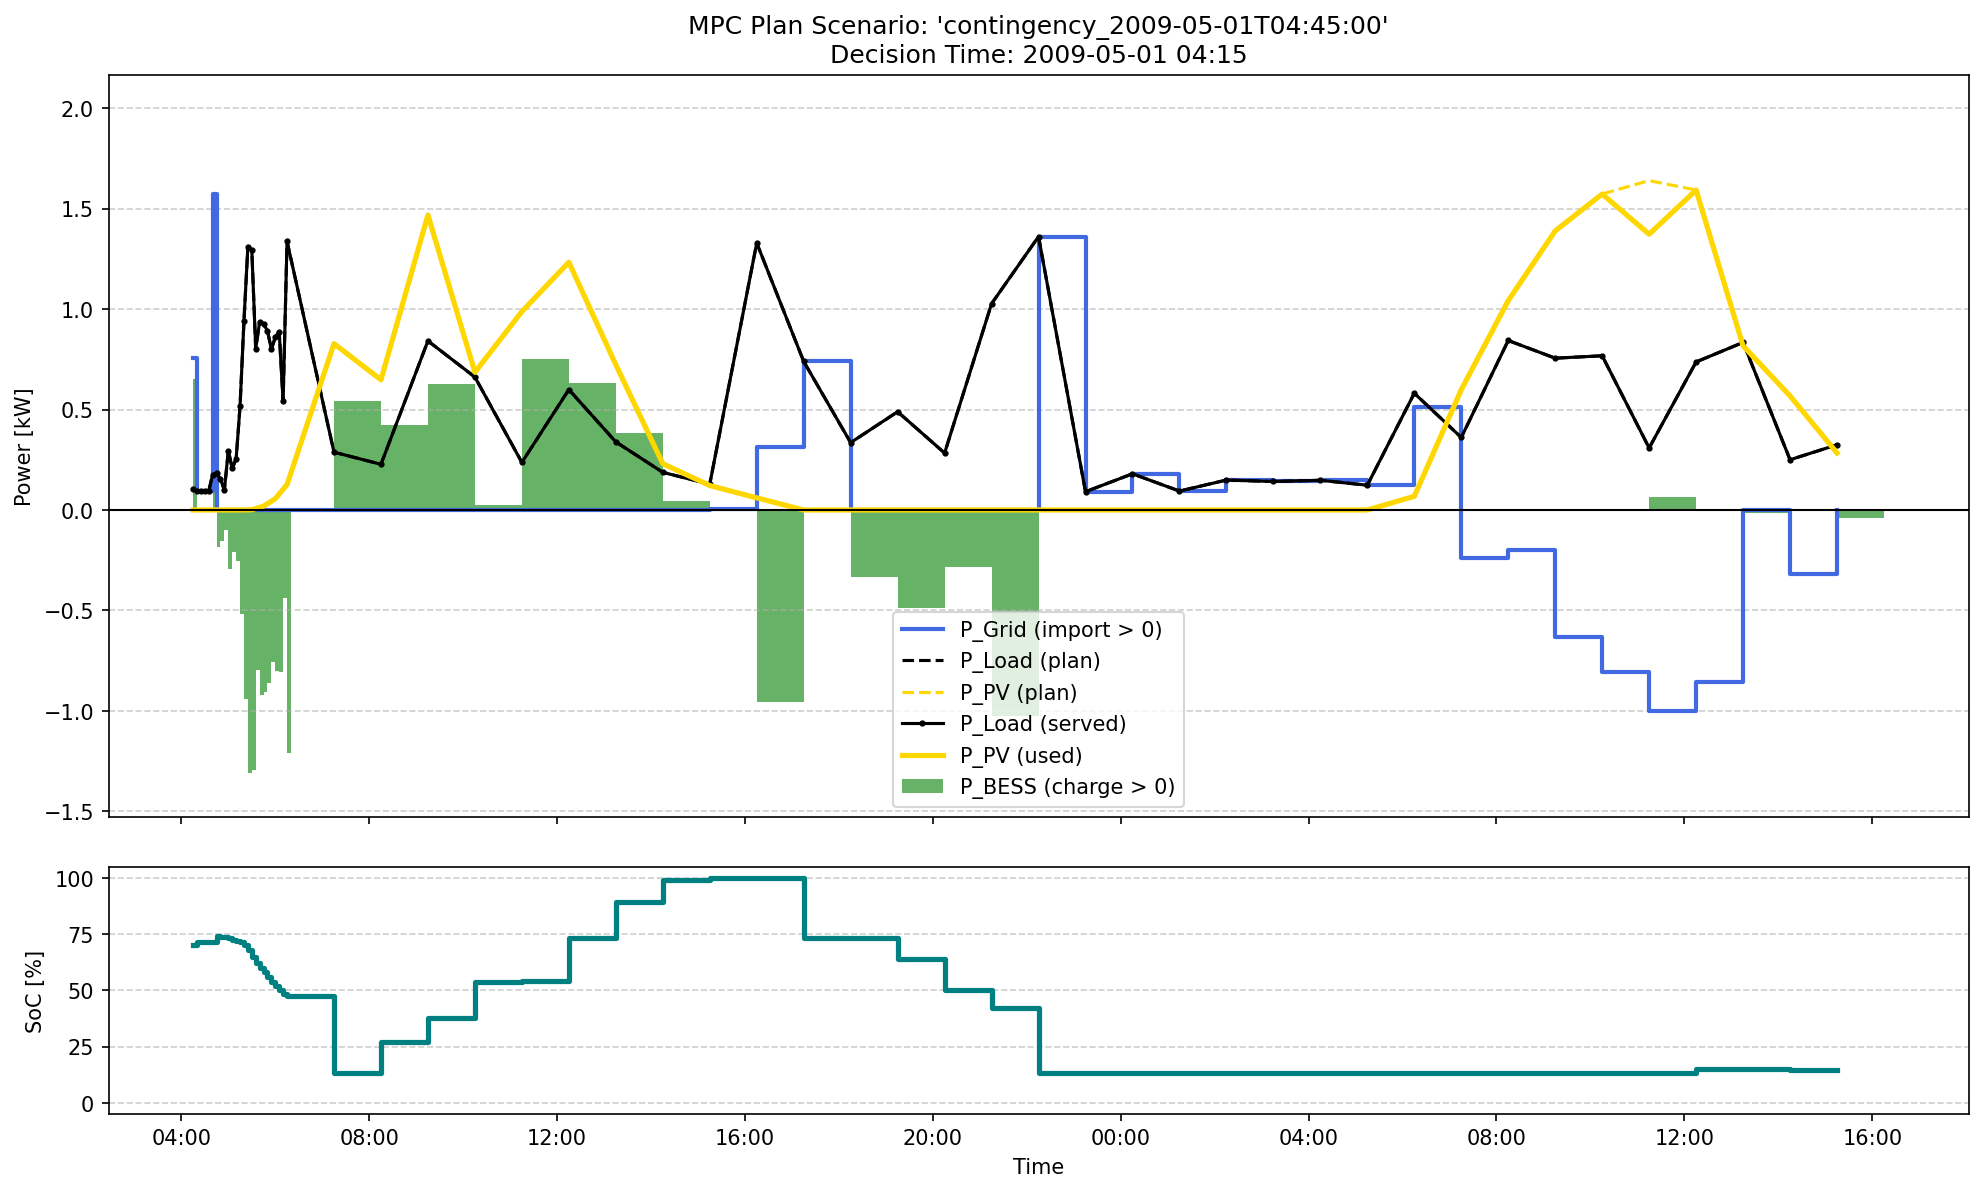 MPC Plan Scenario: 'contingency_2009-05-01T04:45:00'
Decision Time: 2009-05-01 04:15
Power [kW]
2.0
1.5
1.0
0.5
0.0
−0.5
−1.0
−1.5
P_Grid (import > 0)
P_Load (plan)
P_PV (plan)
P_Load (served)
P_PV (used)
P_BESS (charge > 0)
SoC [%]
100
75
50
25
0
04:00 08:00 12:00 16:00 20:00 00:00 04:00 08:00 12:00 16:00
Time